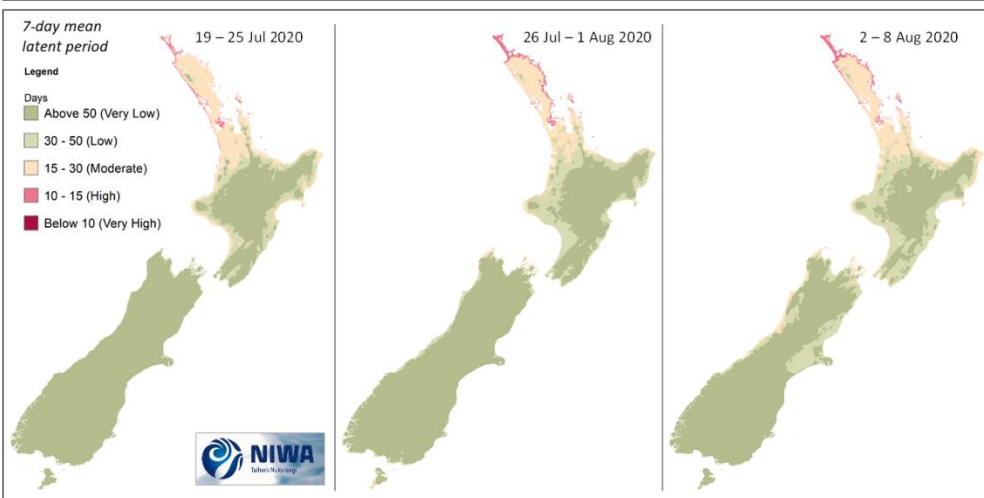 7-day mean
latent period
19 – 25 Jul 2020
26 Jul – 1 Aug 2020
2 – 8 Aug 2020
Legend
Days
Above 50 (Very Low)
30 - 50 (Low)
15 - 30 (Moderate)
10 - 15 (High)
Below 10 (Very High)
NIWA
Taihoro Nukurangi